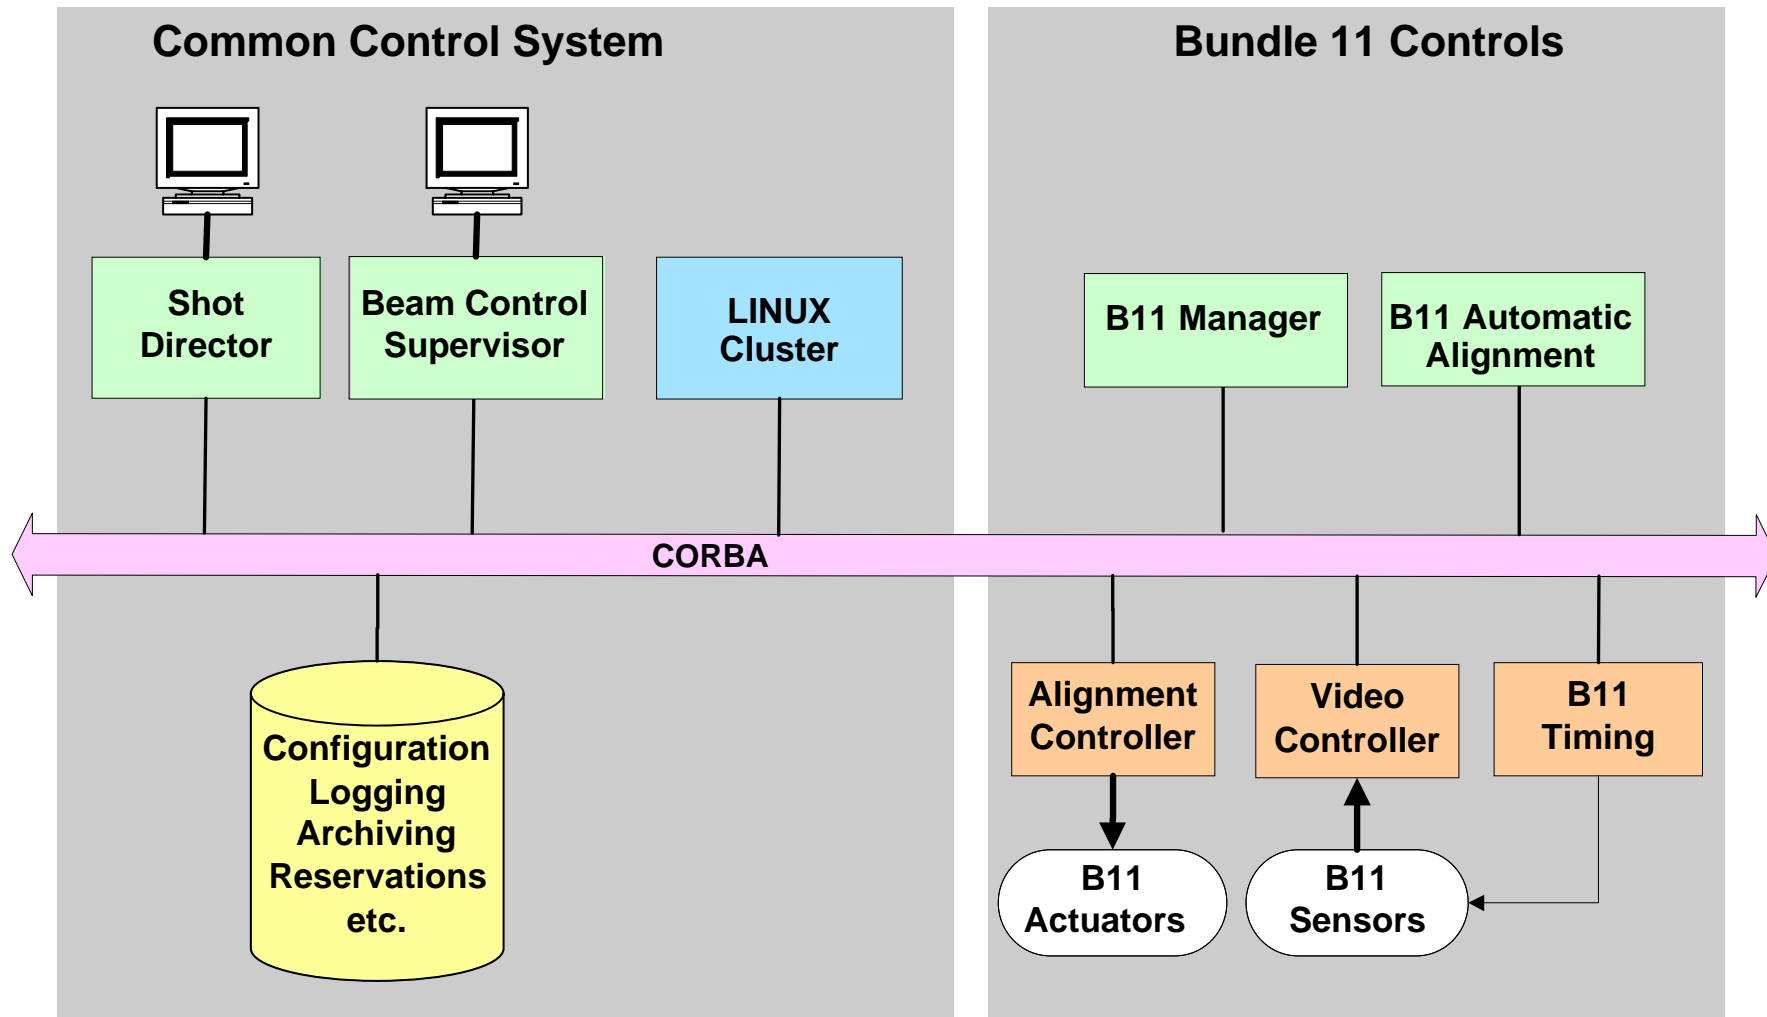 Common Control System
Bundle 11 Controls
Shot
Director
Beam Control
Supervisor
LINUX
Cluster
B11 Manager
B11 Automatic
Alignment
CORBA
Configuration
Logging
Archiving
Reservations
etc.
Alignment
Controller
Video
Controller
B11
Timing
B11
Actuators
B11
Sensors